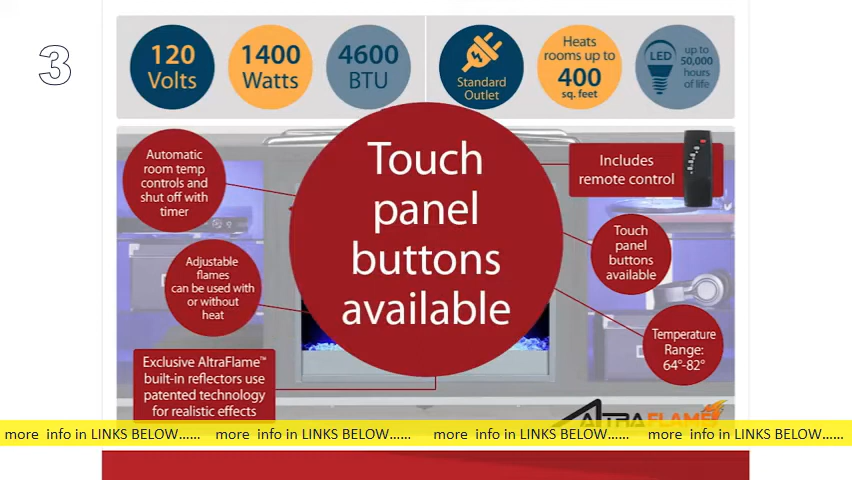 3
120
Volts
1400
Watts
4600
BTU
Standard
Outlet
Heats
rooms up to
400
sq. feet
LED
up to
50,000
hours
of life
Automatic
room temp
controls and
shut off with
timer
Touch
panel
buttons
available
Includes
remote control
Adjustable
flames
can be used with
or without
heat
Touch
panel
buttons
available
Temperature
Range:
64°-82°
Exclusive AltraFlame™
built-in reflectors use
patented technology
for realistic effects
ALTRAFLAME
more info in LINKS BELOW...... more info in LINKS BELOW...... more info in LINKS BELOW...... more info in LINKS BELOW......